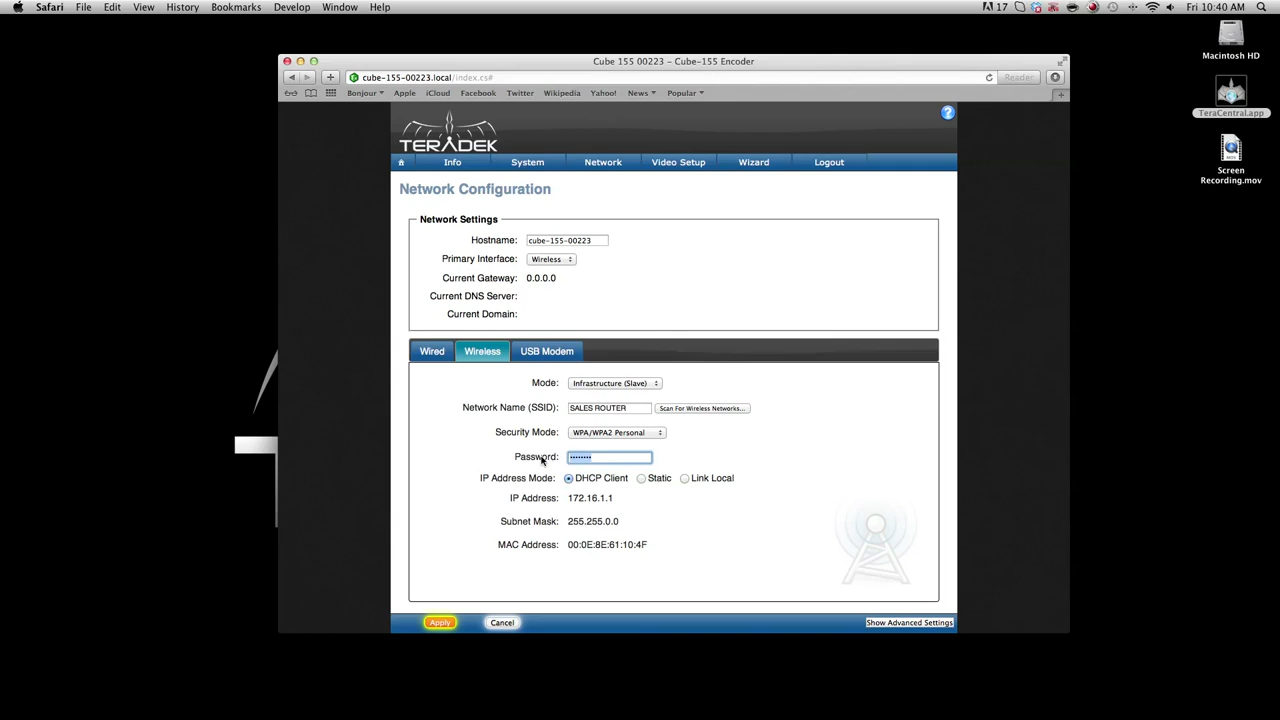 Safari File Edit View History Bookmarks Develop Window Help 17 Fri 10:40 AM
Macintosh HD
TeraCentral.app
Screen
Recording.mov
Cube 155 00223 – Cube-155 Encoder
cube-155-00223.local/index.cs# Reader
Bonjour Apple iCloud Facebook Twitter Wikipedia Yahoo! News Popular
TERADEK
Info System Network Video Setup Wizard Logout
Network Configuration
Network Settings
Hostname: cube-155-00223
Primary Interface: Wireless
Current Gateway: 0.0.0.0
Current DNS Server:
Current Domain:
Wired Wireless USB Modem
Mode: Infrastructure (Slave)
Network Name (SSID): SALES ROUTER Scan For Wireless Networks...
Security Mode: WPA/WPA2 Personal
Password: ••••••••
IP Address Mode: DHCP Client Static Link Local
IP Address: 172.16.1.1
Subnet Mask: 255.255.0.0
MAC Address: 00:0E:8E:61:10:4F
Apply Cancel Show Advanced Settings